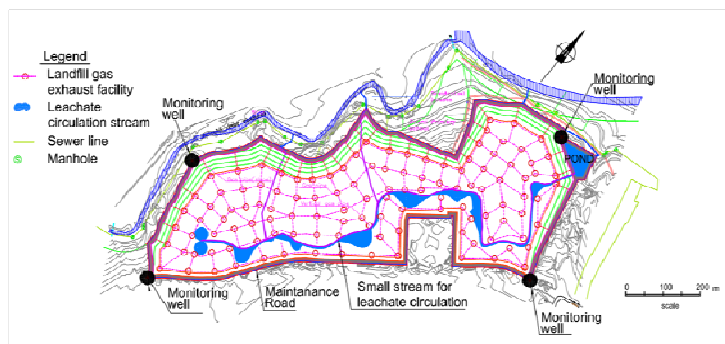 Legend
Landfill gas
exhaust facility
Leachate
circulation stream
Sewer line
Manhole
Monitoring
well
Monitoring
well
POND
Monitoring
well
Maintanance
Road
Small stream for
leachate circulation
Monitoring
well
0 100 200 m
scale